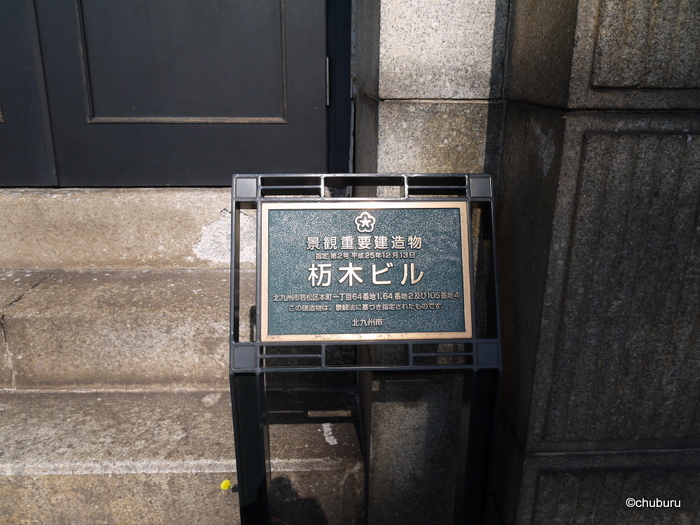 景観重要建造物
指定 第2号 平成25年12月13日
栃木ビル
北九州市若松区本町一丁目64番地1、64番地2及び105番地4
この建造物は、景観法に基づき指定されたものです。
北九州市
©chuburu